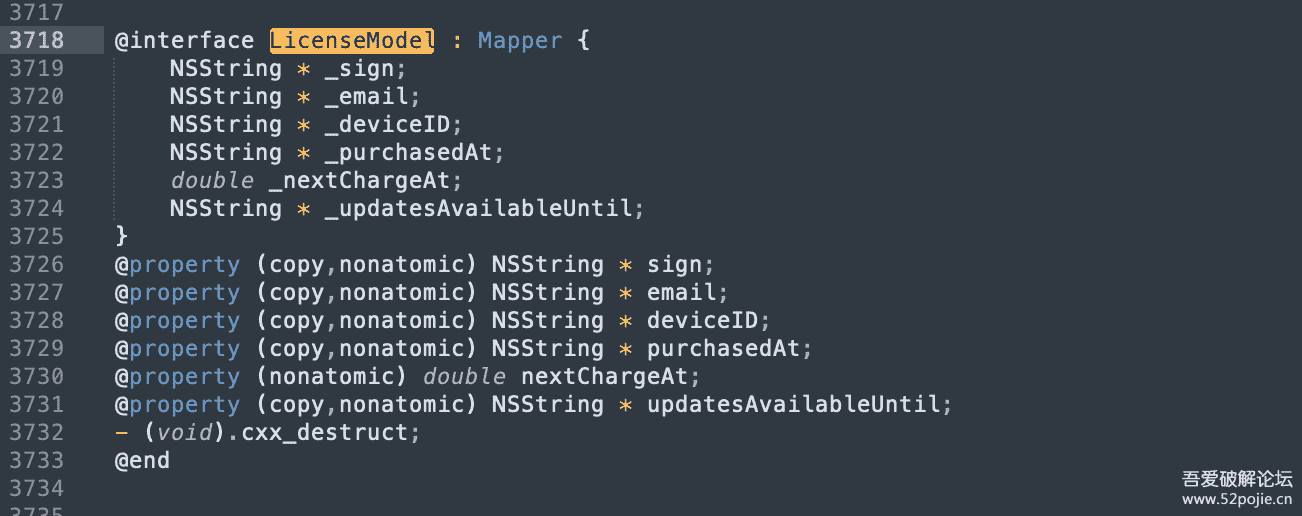 3717
3718 @interface LicenseModel : Mapper {
3719 NSString * _sign;
3720 NSString * _email;
3721 NSString * _deviceID;
3722 NSString * _purchasedAt;
3723 double _nextChargeAt;
3724 NSString * _updatesAvailableUntil;
3725 }
3726 @property (copy,nonatomic) NSString * sign;
3727 @property (copy,nonatomic) NSString * email;
3728 @property (copy,nonatomic) NSString * deviceID;
3729 @property (copy,nonatomic) NSString * purchasedAt;
3730 @property (nonatomic) double nextChargeAt;
3731 @property (copy,nonatomic) NSString * updatesAvailableUntil;
3732 - (void).cxx_destruct;
3733 @end
3734
3735
吾爱破解论坛
www.52pojie.cn